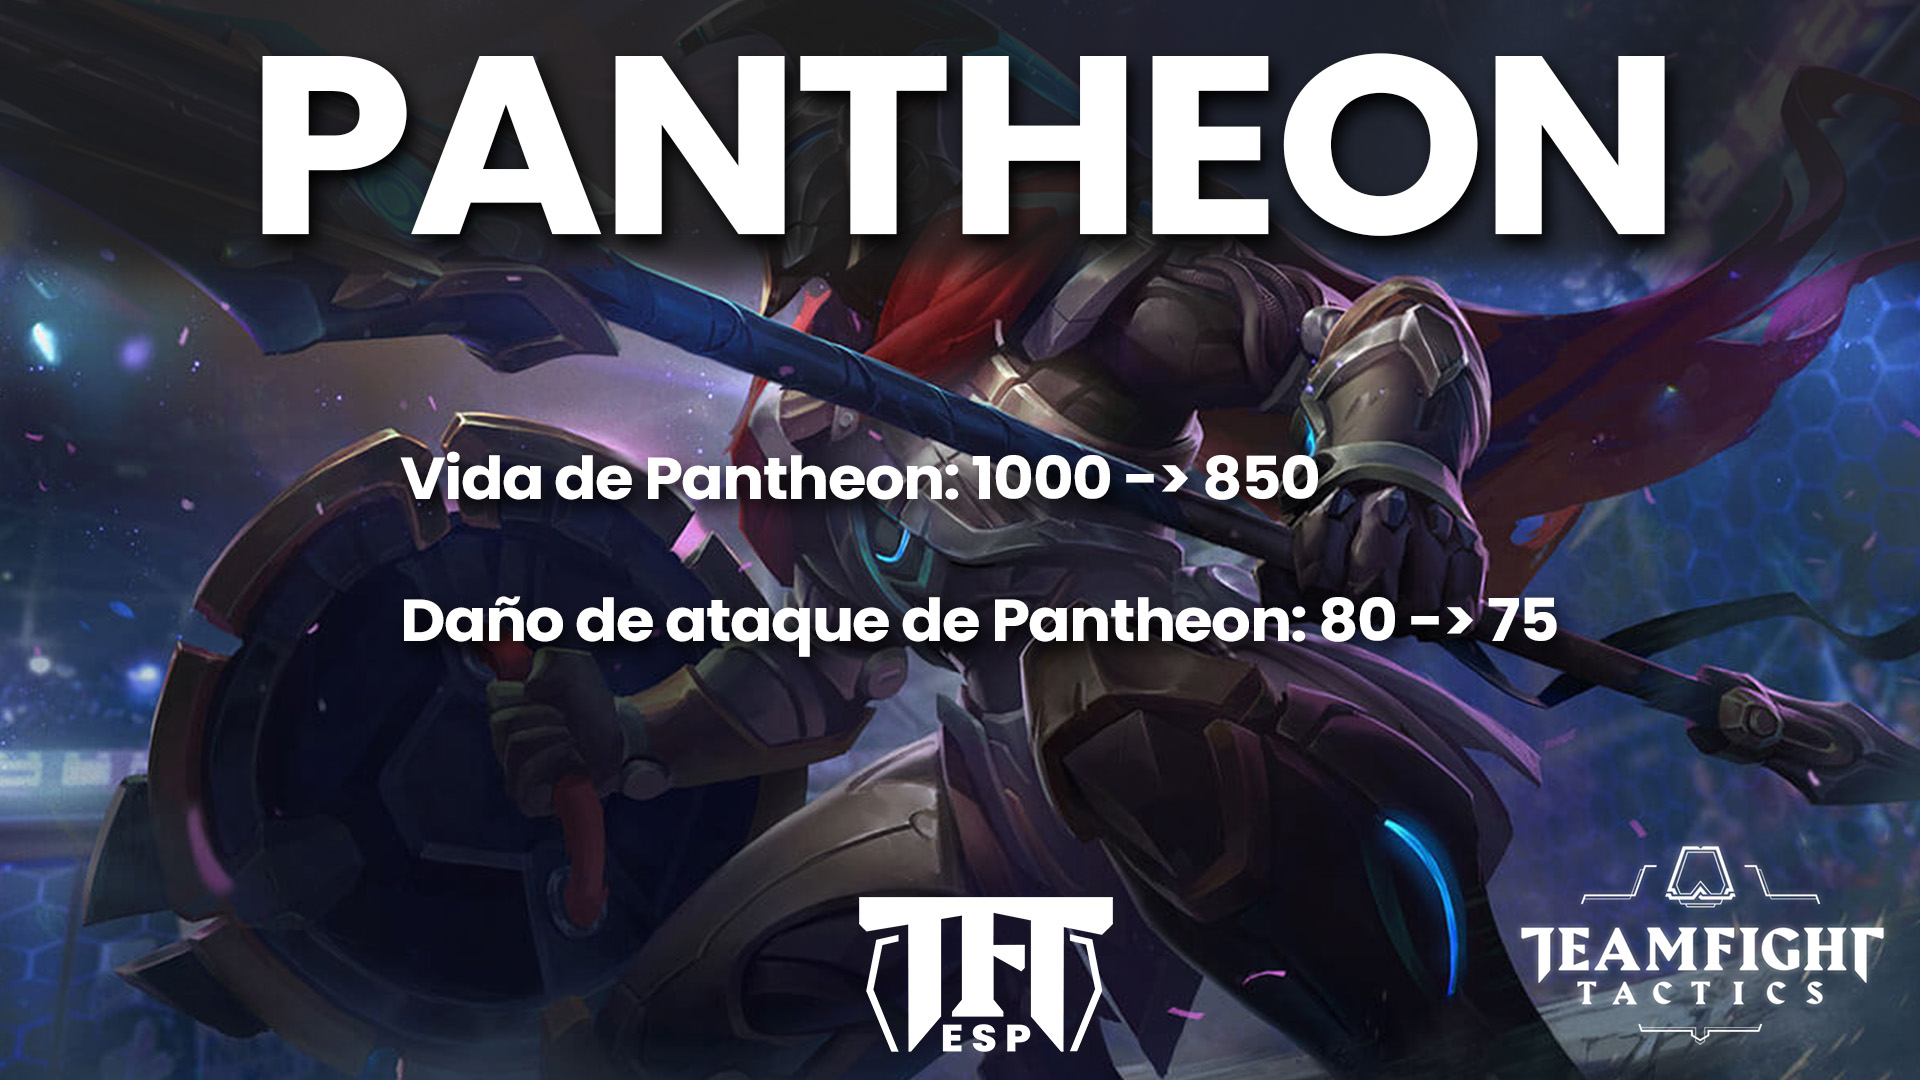 PANTHEON
Vida de Pantheon: 1000 -> 850
Daño de ataque de Pantheon: 80 -> 75
TFT
ESP
TEAMFIGHT
TACTICS